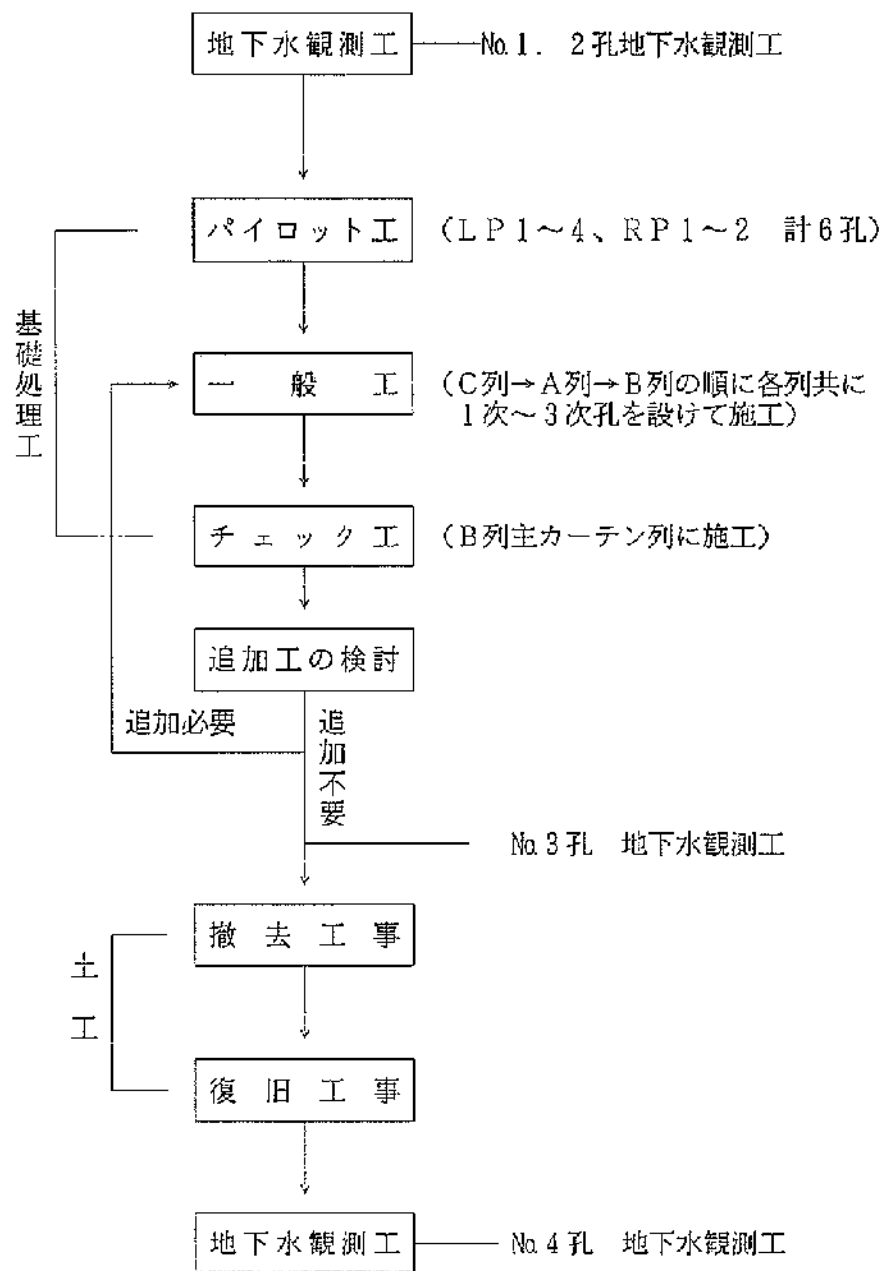 地下水観測工 No.1. 2孔地下水観測工
パイロット工 (LP1～4、RP1～2 計6孔)
基礎処理工
一般工 (C列→A列→B列の順に各列共に
1次～3次孔を設けて施工)
チェック工 (B列主カーテン列に施工)
追加工の検討
追加必要
追加不要
No.3孔 地下水観測工
撤去工事
土工
復旧工事
地下水観測工 No.4孔 地下水観測工